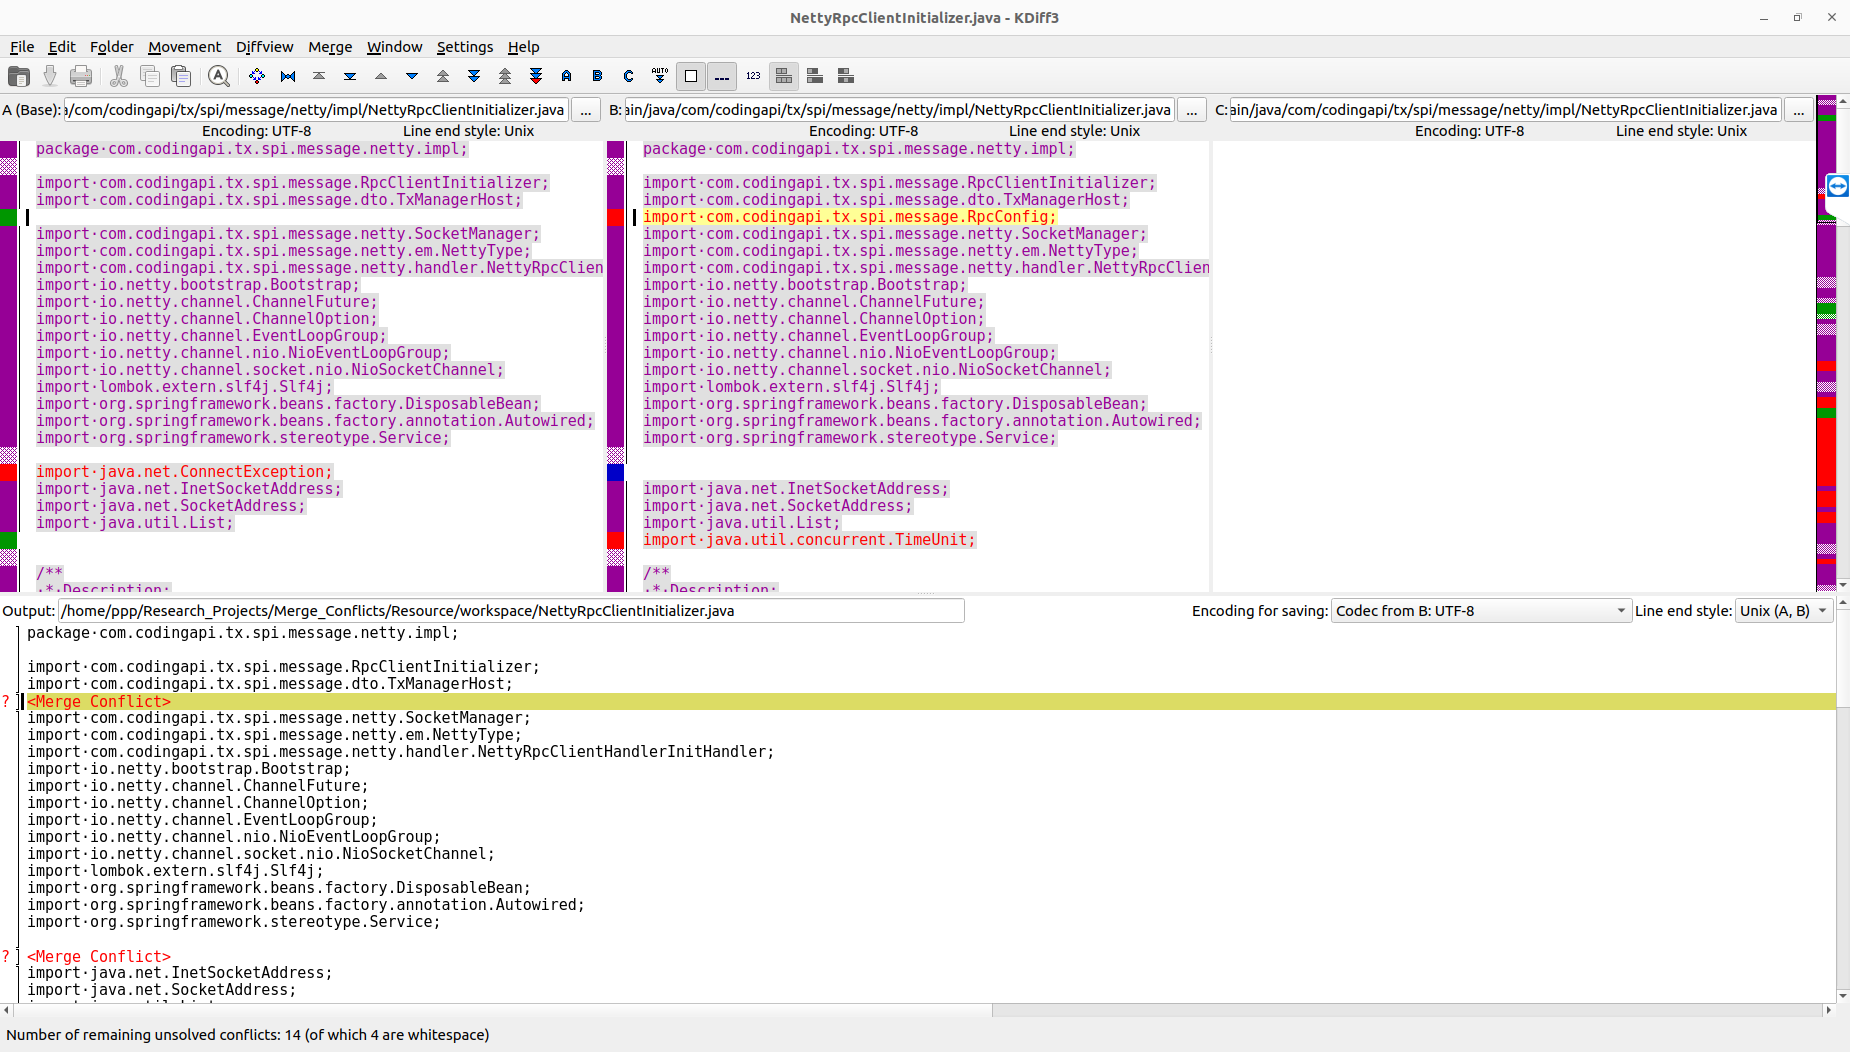 NettyRpcClientInitializer.java - KDiff3
File Edit Folder Movement Diffview Merge Window Settings Help
A B C AUTO 123
A (Base): ı/com/codingapi/tx/spi/message/netty/impl/NettyRpcClientInitializer.java ... B: ain/java/com/codingapi/tx/spi/message/netty/impl/NettyRpcClientInitializer.java ... C: ain/java/com/codingapi/tx/spi/message/netty/impl/NettyRpcClientInitializer.java ...
Encoding: UTF-8 Line end style: Unix Encoding: UTF-8 Line end style: Unix Encoding: UTF-8 Line end style: Unix
package·com.codingapi.tx.spi.message.netty.impl;
import·com.codingapi.tx.spi.message.RpcClientInitializer;
import·com.codingapi.tx.spi.message.dto.TxManagerHost;
import·com.codingapi.tx.spi.message.netty.SocketManager;
import·com.codingapi.tx.spi.message.netty.em.NettyType;
import·com.codingapi.tx.spi.message.netty.handler.NettyRpcClien
import·io.netty.bootstrap.Bootstrap;
import·io.netty.channel.ChannelFuture;
import·io.netty.channel.ChannelOption;
import·io.netty.channel.EventLoopGroup;
import·io.netty.channel.nio.NioEventLoopGroup;
import·io.netty.channel.socket.nio.NioSocketChannel;
import·lombok.extern.slf4j.Slf4j;
import·org.springframework.beans.factory.DisposableBean;
import·org.springframework.beans.factory.annotation.Autowired;
import·org.springframework.stereotype.Service;
import·java.net.ConnectException;
import·java.net.InetSocketAddress;
import·java.net.SocketAddress;
import·java.util.List;
/**
·*·Description:
package·com.codingapi.tx.spi.message.netty.impl;
import·com.codingapi.tx.spi.message.RpcClientInitializer;
import·com.codingapi.tx.spi.message.dto.TxManagerHost;
import·com.codingapi.tx.spi.message.RpcConfig;
import·com.codingapi.tx.spi.message.netty.SocketManager;
import·com.codingapi.tx.spi.message.netty.em.NettyType;
import·com.codingapi.tx.spi.message.netty.handler.NettyRpcClien
import·io.netty.bootstrap.Bootstrap;
import·io.netty.channel.ChannelFuture;
import·io.netty.channel.ChannelOption;
import·io.netty.channel.EventLoopGroup;
import·io.netty.channel.nio.NioEventLoopGroup;
import·io.netty.channel.socket.nio.NioSocketChannel;
import·lombok.extern.slf4j.Slf4j;
import·org.springframework.beans.factory.DisposableBean;
import·org.springframework.beans.factory.annotation.Autowired;
import·org.springframework.stereotype.Service;
import·java.net.InetSocketAddress;
import·java.net.SocketAddress;
import·java.util.List;
import·java.util.concurrent.TimeUnit;
/**
·*·Description:
Output: /home/ppp/Research_Projects/Merge_Conflicts/Resource/workspace/NettyRpcClientInitializer.java Encoding for saving: Codec from B: UTF-8 Line end style: Unix (A, B)
package·com.codingapi.tx.spi.message.netty.impl;
import·com.codingapi.tx.spi.message.RpcClientInitializer;
import·com.codingapi.tx.spi.message.dto.TxManagerHost;
? <Merge Conflict>
import·com.codingapi.tx.spi.message.netty.SocketManager;
import·com.codingapi.tx.spi.message.netty.em.NettyType;
import·com.codingapi.tx.spi.message.netty.handler.NettyRpcClientHandlerInitHandler;
import·io.netty.bootstrap.Bootstrap;
import·io.netty.channel.ChannelFuture;
import·io.netty.channel.ChannelOption;
import·io.netty.channel.EventLoopGroup;
import·io.netty.channel.nio.NioEventLoopGroup;
import·io.netty.channel.socket.nio.NioSocketChannel;
import·lombok.extern.slf4j.Slf4j;
import·org.springframework.beans.factory.DisposableBean;
import·org.springframework.beans.factory.annotation.Autowired;
import·org.springframework.stereotype.Service;
? <Merge Conflict>
import·java.net.InetSocketAddress;
import·java.net.SocketAddress;
Number of remaining unsolved conflicts: 14 (of which 4 are whitespace)